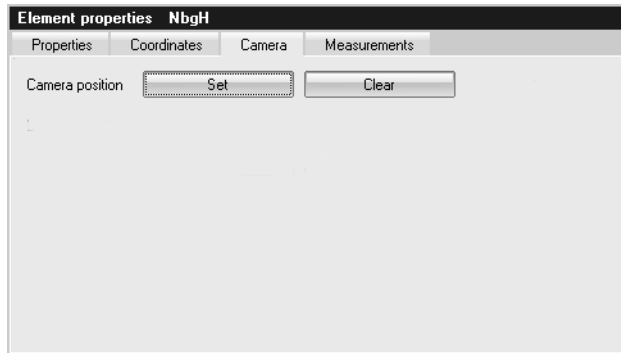 Element properties NbgH
Properties Coordinates Camera Measurements
Camera position Set Clear